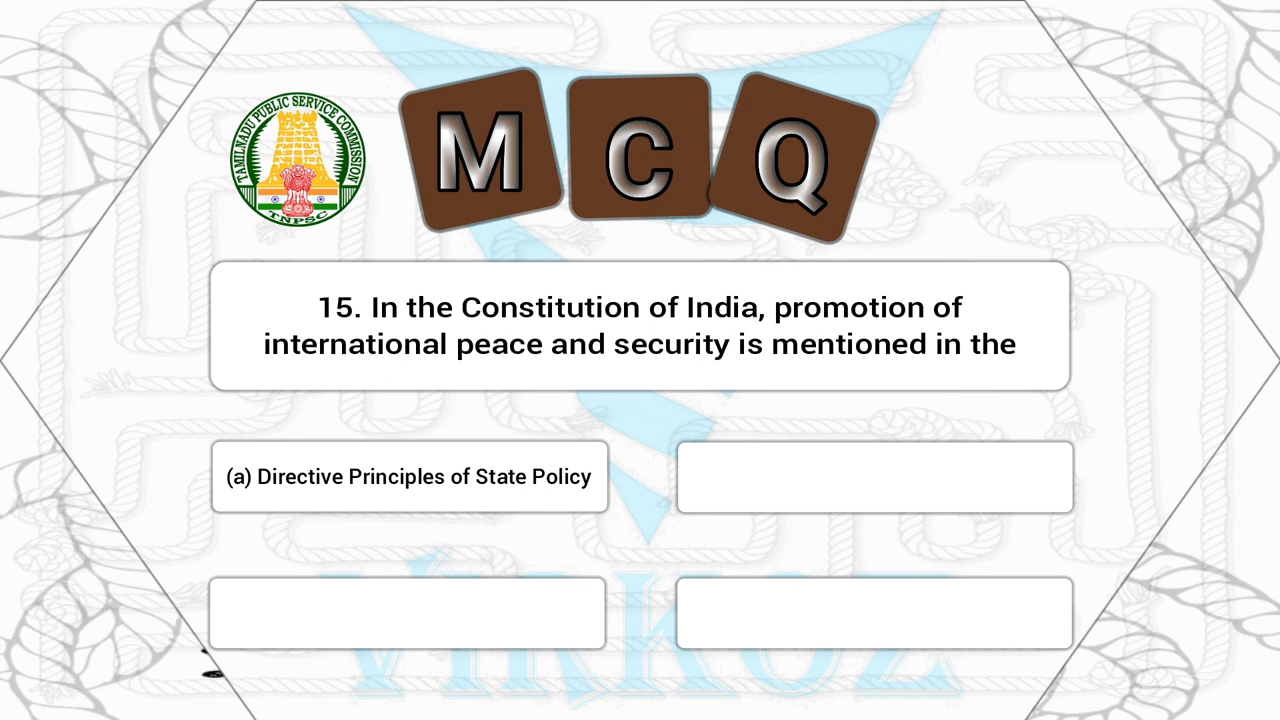 TAMILNADU PUBLIC SERVICE COMMISSION
TNPSC
M C Q
15. In the Constitution of India, promotion of
international peace and security is mentioned in the
(a) Directive Principles of State Policy
VIRKOZ